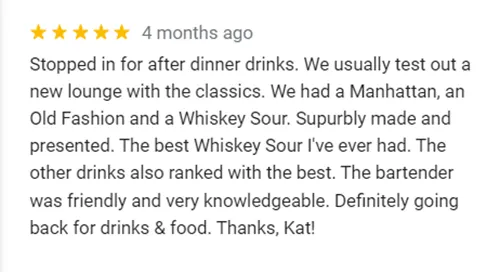 4 months ago
Stopped in for after dinner drinks. We usually test out a
new lounge with the classics. We had a Manhattan, an
Old Fashion and a Whiskey Sour. Supurbly made and
presented. The best Whiskey Sour I've ever had. The
other drinks also ranked with the best. The bartender
was friendly and very knowledgeable. Definitely going
back for drinks & food. Thanks, Kat!